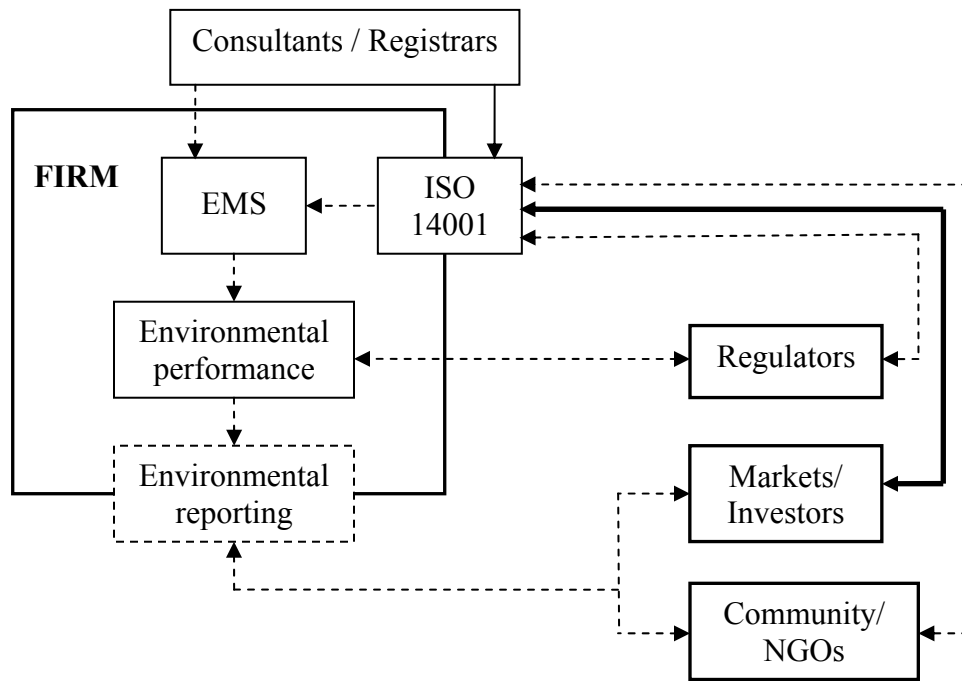 Consultants / Registrars
FIRM
EMS
ISO
14001
Environmental
performance
Regulators
Environmental
reporting
Markets/
Investors
Community/
NGOs